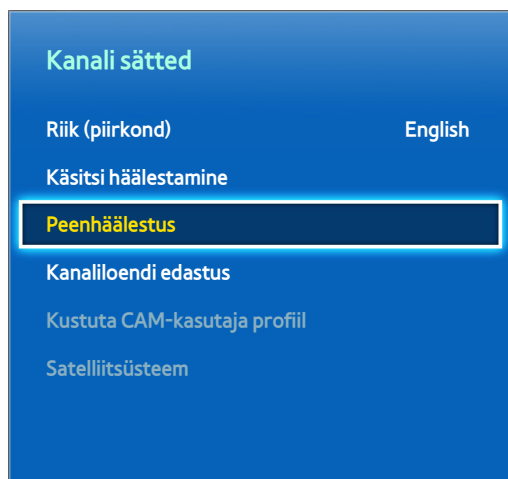 Kanali sätted
Riik (piirkond) English
Käsitsi häälestamine
Peenhäälestus
Kanaliloendi edastus
Kustuta CAM-kasutaja profiil
Satelliitsüsteem